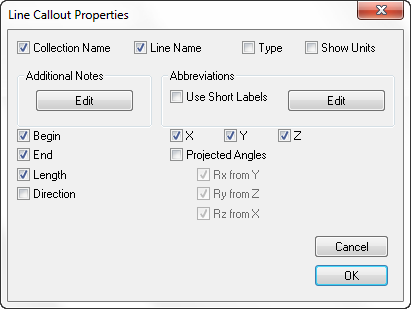 Line Callout Properties
Collection Name Line Name Type Show Units
Additional Notes Abbreviations
Edit Use Short Labels Edit
Begin X Y Z
End Projected Angles
Length Rx from Y
Direction Ry from Z
Rz from X
Cancel
OK